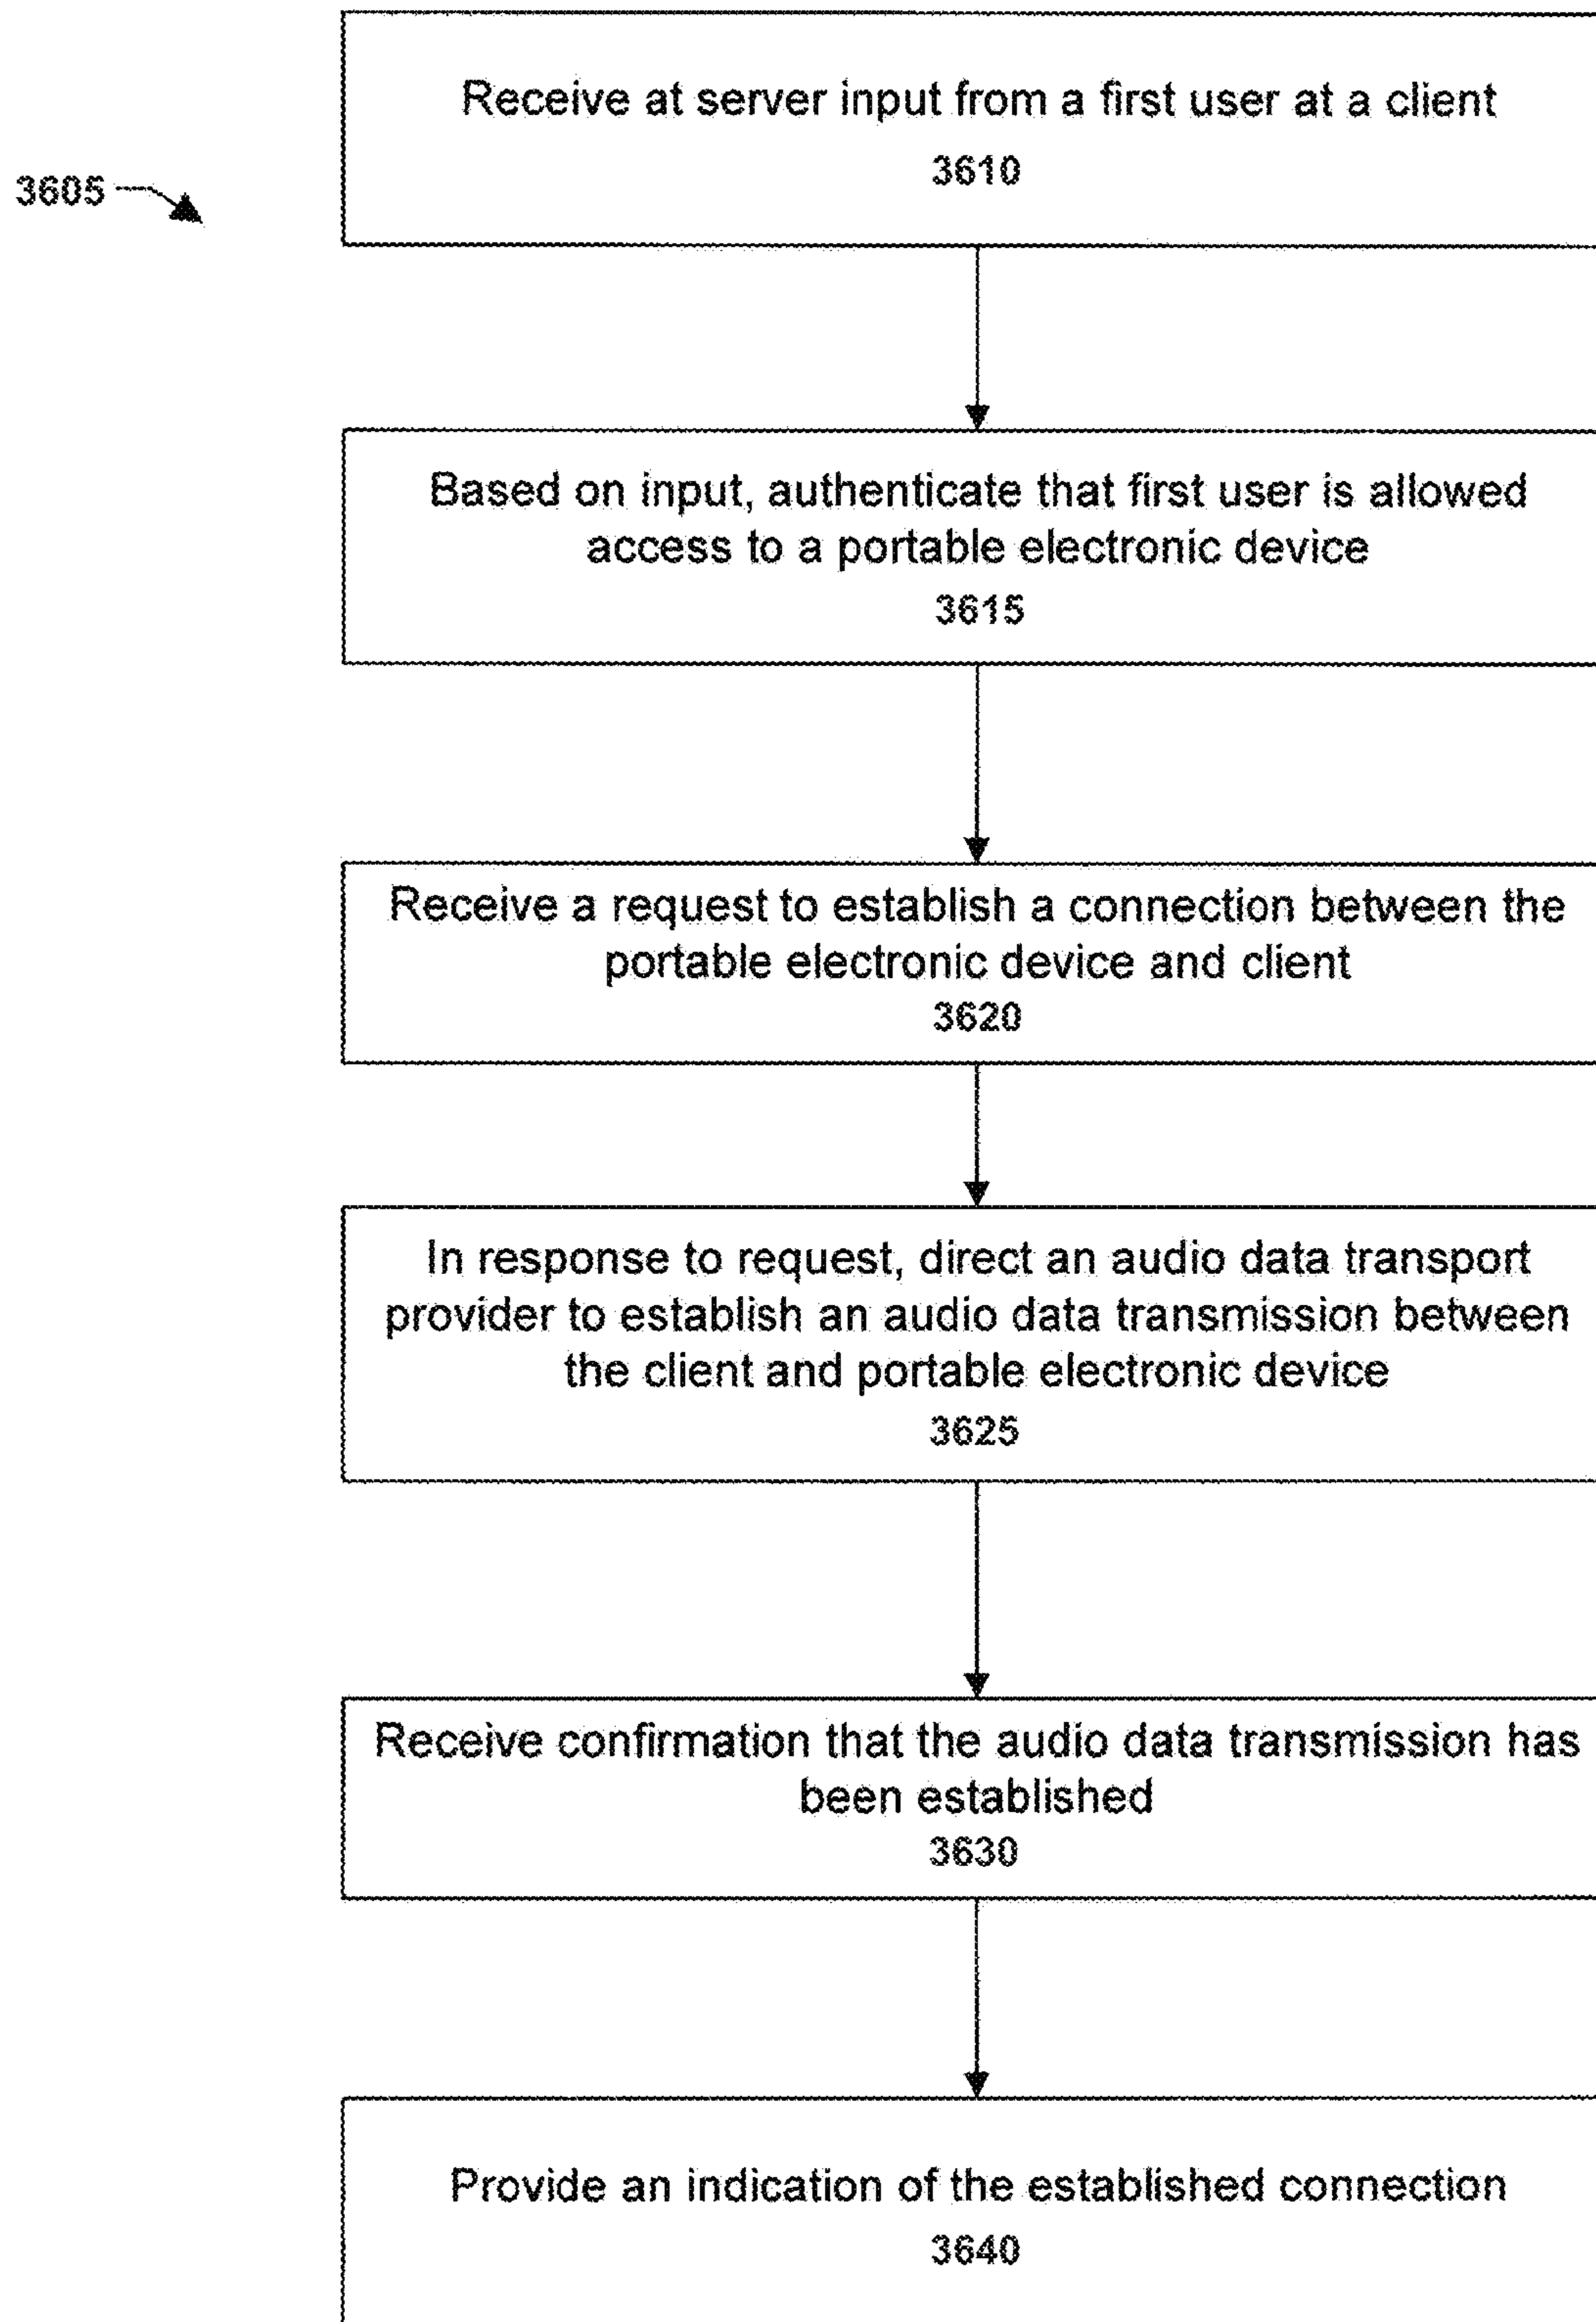 Receive at server input from a first user at a client
3610
3605
Based on input, authenticate that first user is allowed
access to a portable electronic device
3615
Receive a request to establish a connection between the
portable electronic device and client
3620
In response to request, direct an audio data transport
provider to establish an audio data transmission between
the client and portable electronic device
3625
Receive confirmation that the audio data transmission has
been established
3630
Provide an indication of the established connection
3640